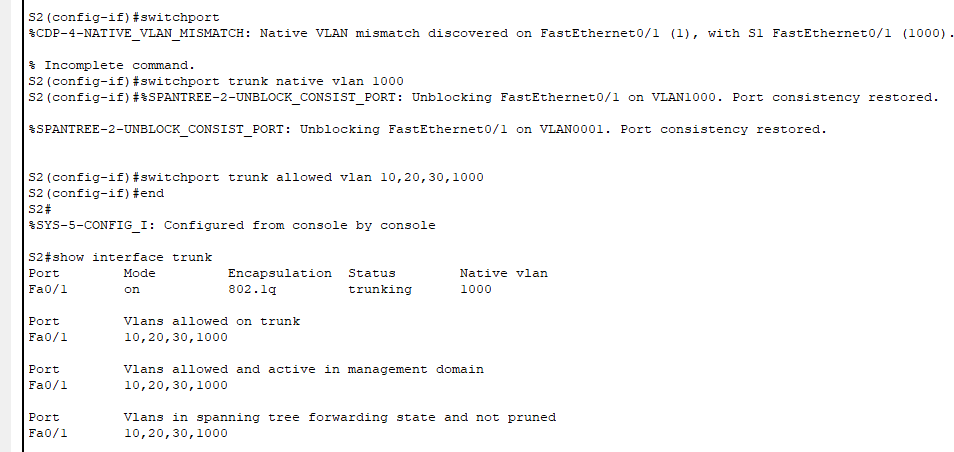 S2(config-if)#switchport
%CDP-4-NATIVE_VLAN_MISMATCH: Native VLAN mismatch discovered on FastEthernet0/1 (1), with S1 FastEthernet0/1 (1000).
% Incomplete command.
S2(config-if)#switchport trunk native vlan 1000
S2(config-if)#%SPANTREE-2-UNBLOCK_CONSIST_PORT: Unblocking FastEthernet0/1 on VLAN1000. Port consistency restored.
%SPANTREE-2-UNBLOCK_CONSIST_PORT: Unblocking FastEthernet0/1 on VLAN0001. Port consistency restored.
S2(config-if)#switchport trunk allowed vlan 10,20,30,1000
S2(config-if)#end
S2#
%SYS-5-CONFIG_I: Configured from console by console
S2#show interface trunk
Port        Mode         Encapsulation  Status        Native vlan
Fa0/1       on           802.1q         trunking      1000
Port        Vlans allowed on trunk
Fa0/1       10,20,30,1000
Port        Vlans allowed and active in management domain
Fa0/1       10,20,30,1000
Port        Vlans in spanning tree forwarding state and not pruned
Fa0/1       10,20,30,1000